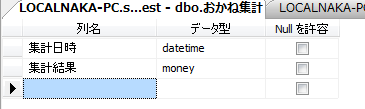 LOCALNAKA-PC.s...est - dbo.おかね集計 LOCALNAKA-PC
列名 データ型 Null を許容
集計日時 datetime
集計結果 money